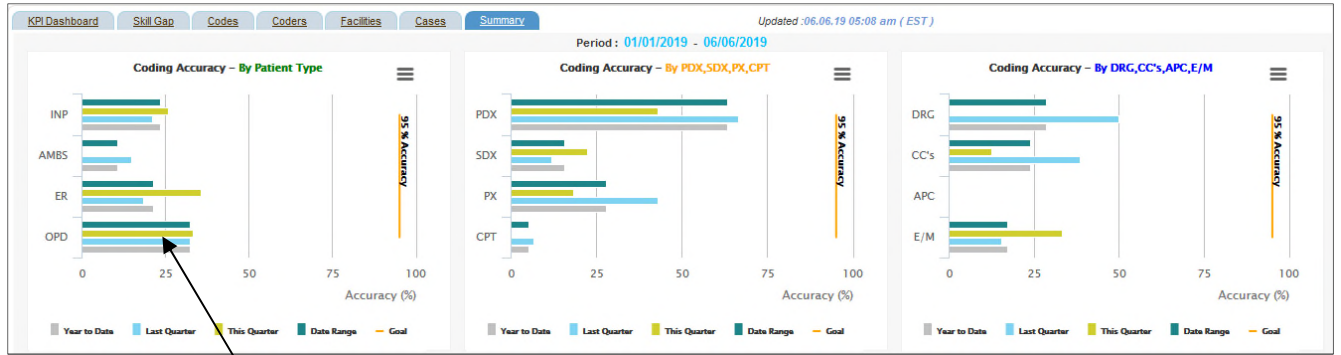 KPI Dashboard Skill Gap Codes Coders Facilities Cases Summary Updated :06.06.19 05:08 am ( EST )
Period : 01/01/2019 - 06/06/2019
Coding Accuracy – By Patient Type
INP
AMBS
ER
OPD
95 % Accuracy
0 25 50 75 100
Accuracy (%)
Year to Date Last Quarter This Quarter Date Range Goal
Coding Accuracy – By PDX,SDX,PX,CPT
PDX
SDX
PX
CPT
95 % Accuracy
0 25 50 75 100
Accuracy (%)
Year to Date Last Quarter This Quarter Date Range Goal
Coding Accuracy – By DRG,CC's,APC,E/M
DRG
CC's
APC
E/M
95 % Accuracy
0 25 50 75 100
Accuracy (%)
Year to Date Last Quarter This Quarter Date Range Goal